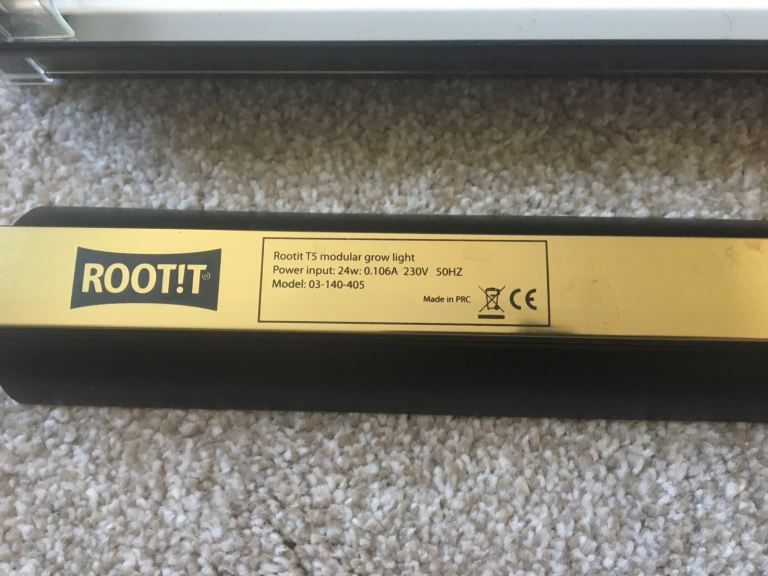 ROOT!T®
Rootit T5 modular grow light
Power input: 24w: 0.106A 230V 50HZ
Model: 03-140-405
Made in PRC CE